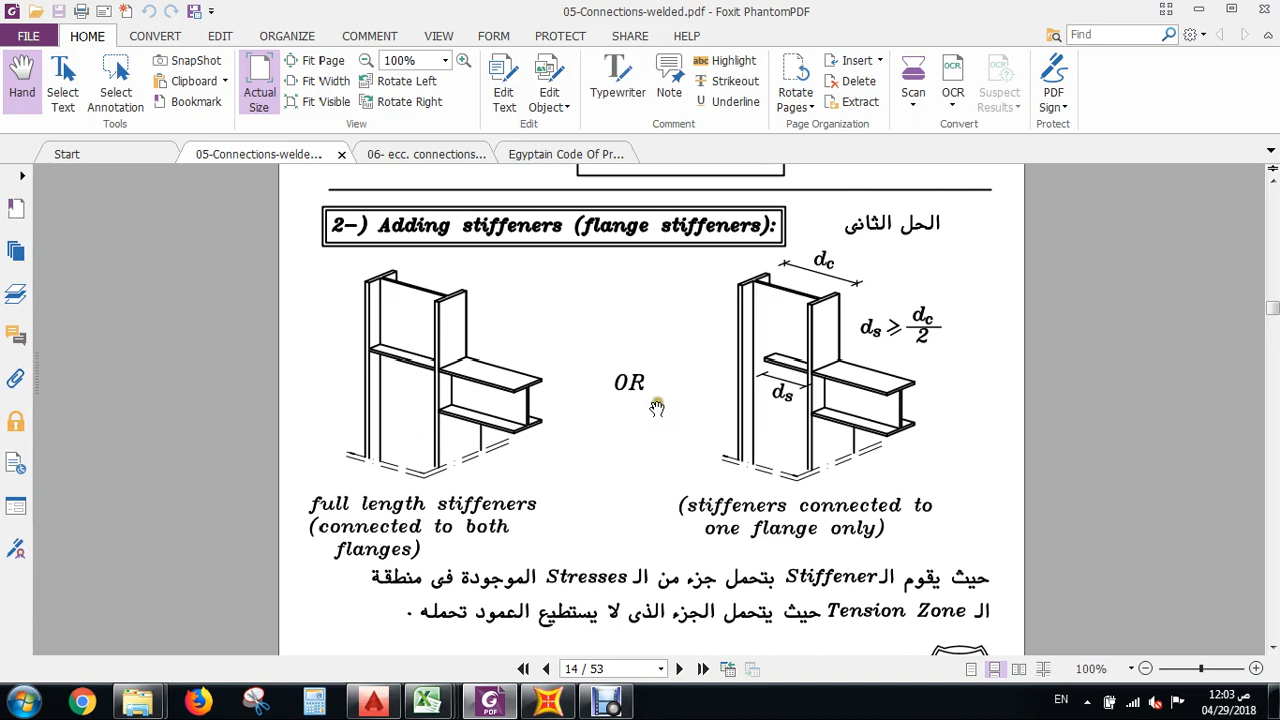 05-Connections-welded.pdf - Foxit PhantomPDF
FILE HOME CONVERT EDIT ORGANIZE COMMENT VIEW FORM PROTECT SHARE HELP
Find
Hand
Select Text
Select Annotation
SnapShot
Clipboard
Bookmark
Tools
Actual Size
Fit Page
Fit Width
Fit Visible
100%
Rotate Left
Rotate Right
View
Edit Text
Edit Object
Edit
Typewriter
Note
Highlight
Strikeout
Underline
Comment
Rotate Pages
Insert
Delete
Extract
Page Organization
Scan
OCR
Suspect Results
Convert
PDF Sign
Protect
Start
05-Connections-welde...
06- ecc. connections...
Egyptain Code Of Pr...
2-) Adding stiffeners (flange stiffeners):
الحل الثانى
dc
ds ⩾ dc/2
OR
ds
full length stiffeners
(connected to both
flanges)
(stiffeners connected to
one flange only)
حيث يقوم الـ Stiffener بتحمل جزء من الـ Stresses الموجودة فى منطقة
الـ Tension Zone حيث يتحمل الجزء الذى لا يستطيع العمود تحمله .
14 / 53
100%
OCR
PDF
EN
12:03 ص
04/29/2018